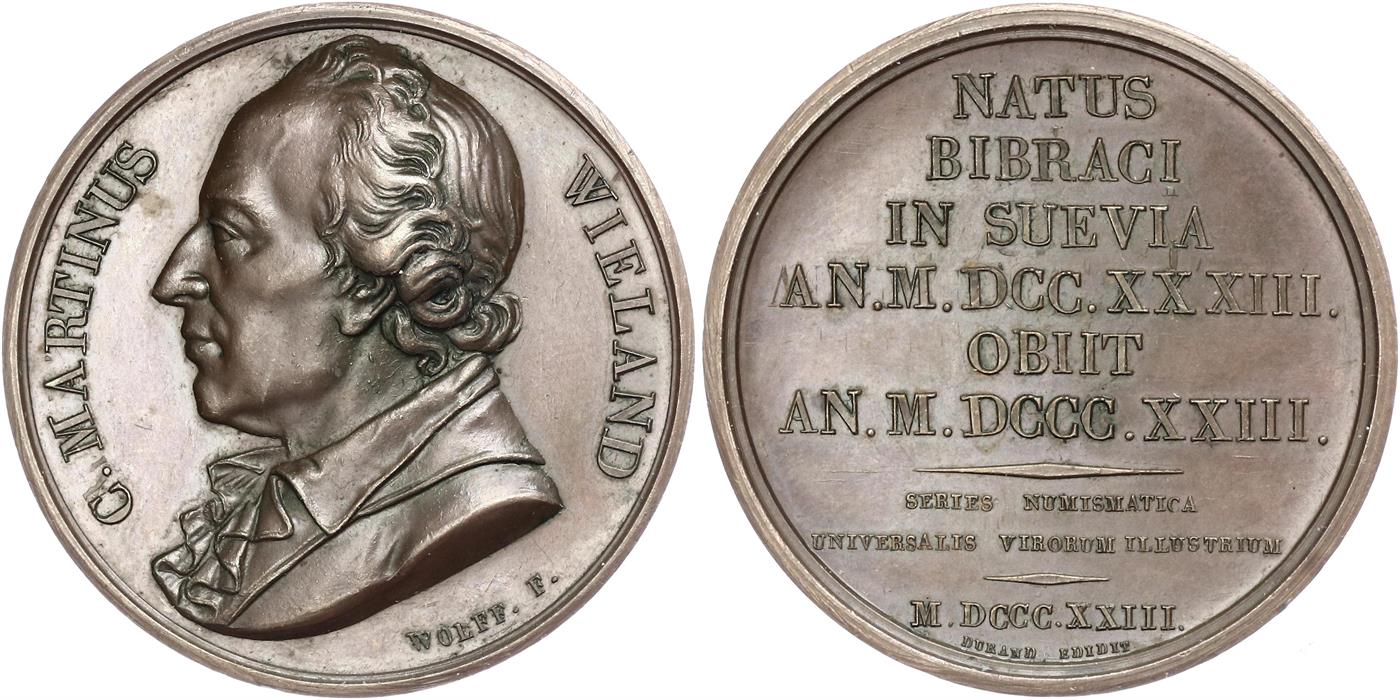 C. MARTINUS
WIELAND
WOLFF. F.
NATUS
BIBRACI
IN SUEVIA
AN. M. DCC. XXXIII.
OBIIT
AN. M. DCCC. XXIII.
SERIES NUMISMATICA
UNIVERSALIS VIRORUM ILLUSTRIUM
M. DCCC. XXIII.
DURAND EDIDIT